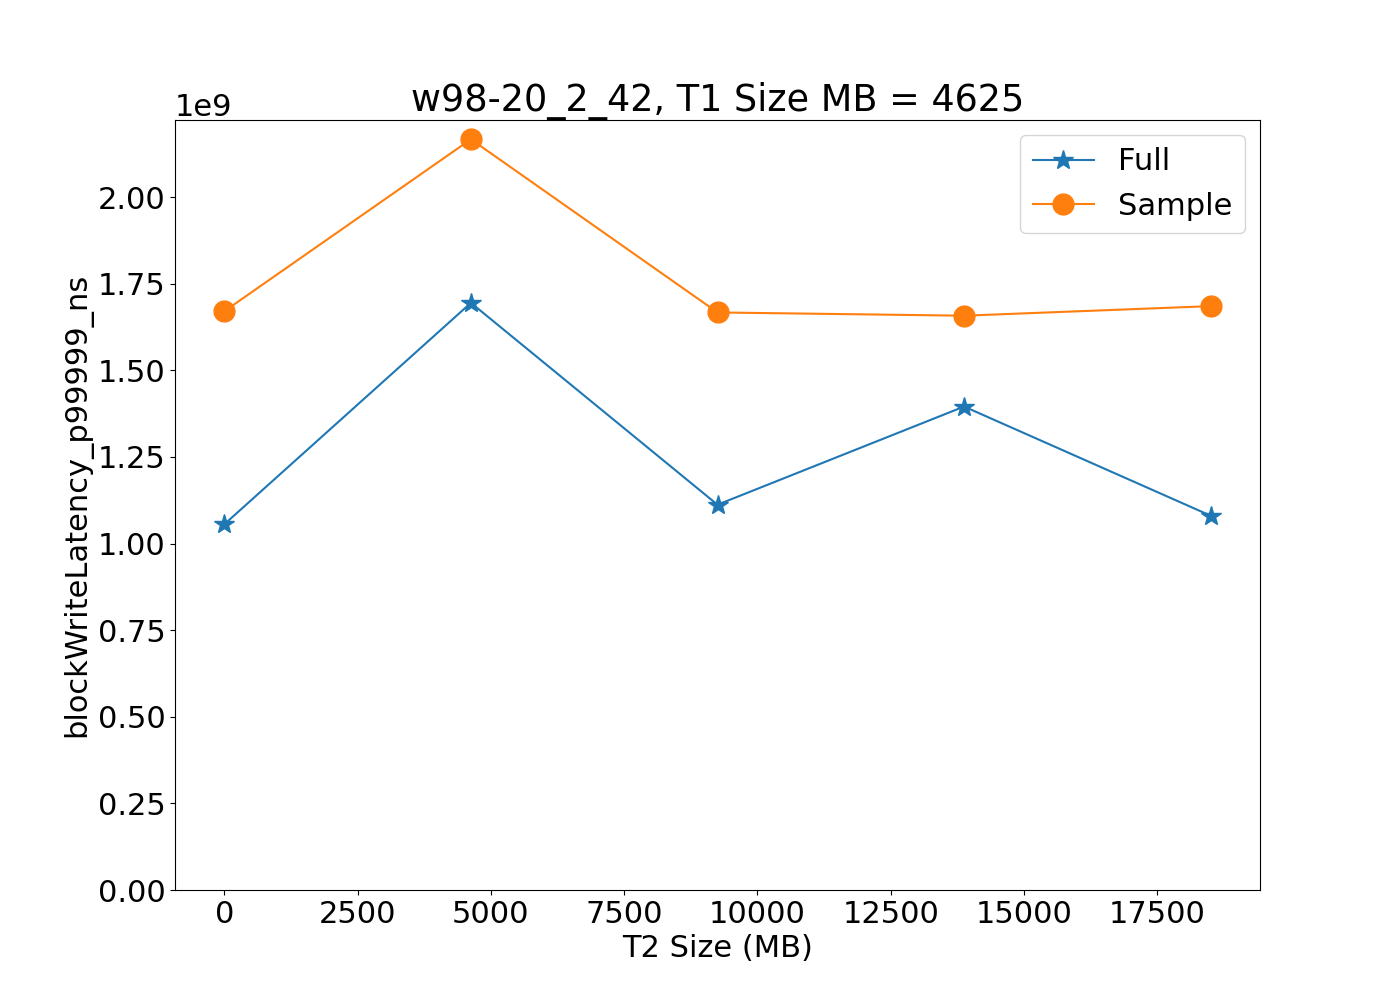 w98-20_2_42, T1 Size MB = 4625
1e9
Full
Sample
2.00
1.75
1.50
1.25
1.00
0.75
0.50
0.25
0.00
blockWriteLatency_p99999_ns
0 2500 5000 7500 10000 12500 15000 17500
T2 Size (MB)